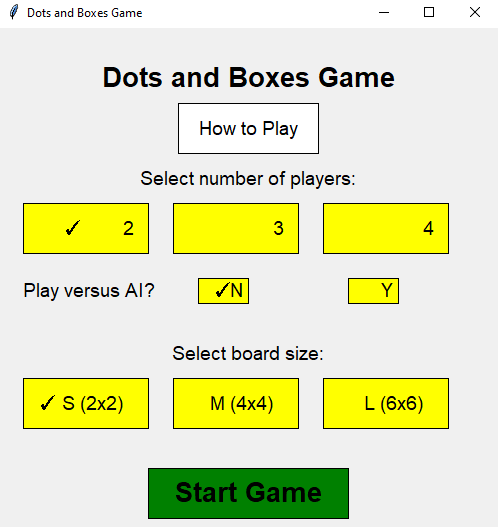 Dots and Boxes Game
Dots and Boxes Game
How to Play
Select number of players:
✓ 2 3 4
Play versus AI? ✓N Y
Select board size:
✓ S (2x2) M (4x4) L (6x6)
Start Game